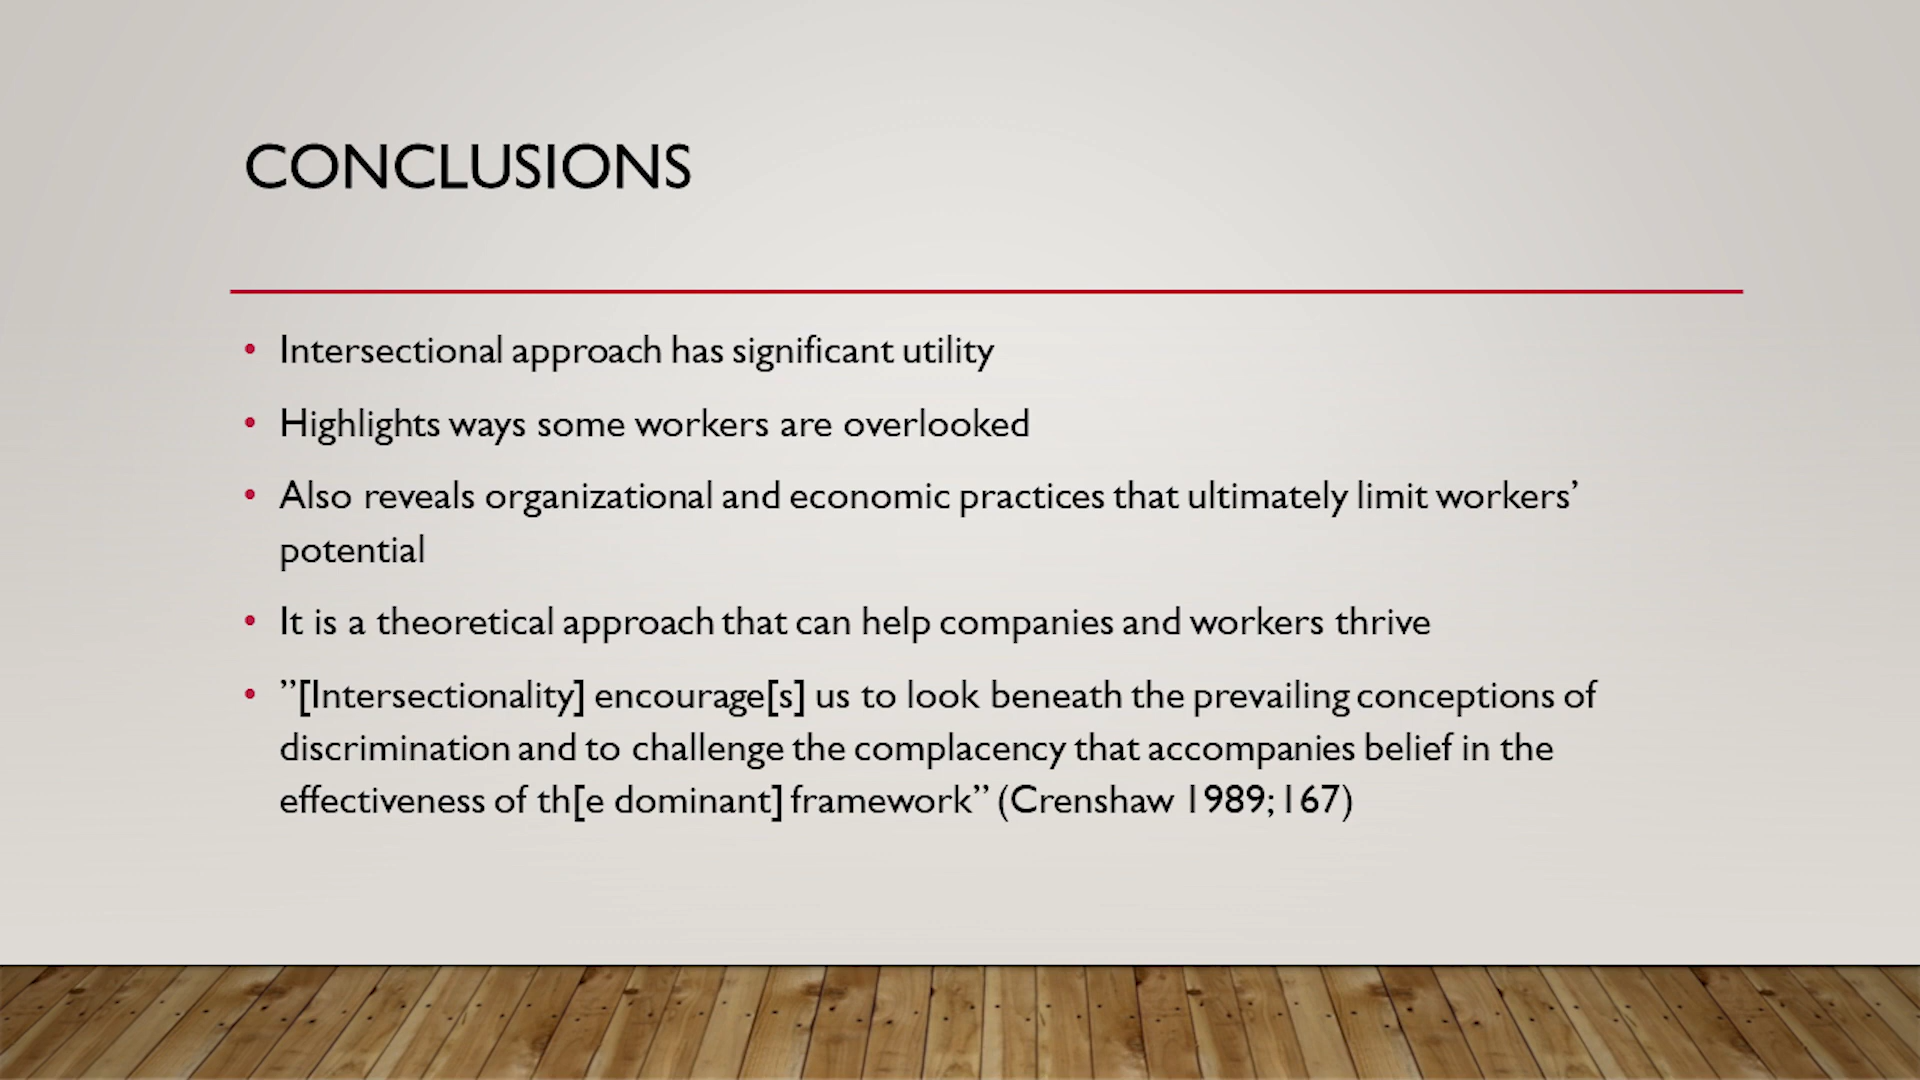 CONCLUSIONS
• Intersectional approach has significant utility
• Highlights ways some workers are overlooked
• Also reveals organizational and economic practices that ultimately limit workers’
potential
• It is a theoretical approach that can help companies and workers thrive
• ”[Intersectionality] encourage[s] us to look beneath the prevailing conceptions of
discrimination and to challenge the complacency that accompanies belief in the
effectiveness of th[e dominant] framework” (Crenshaw 1989; 167)